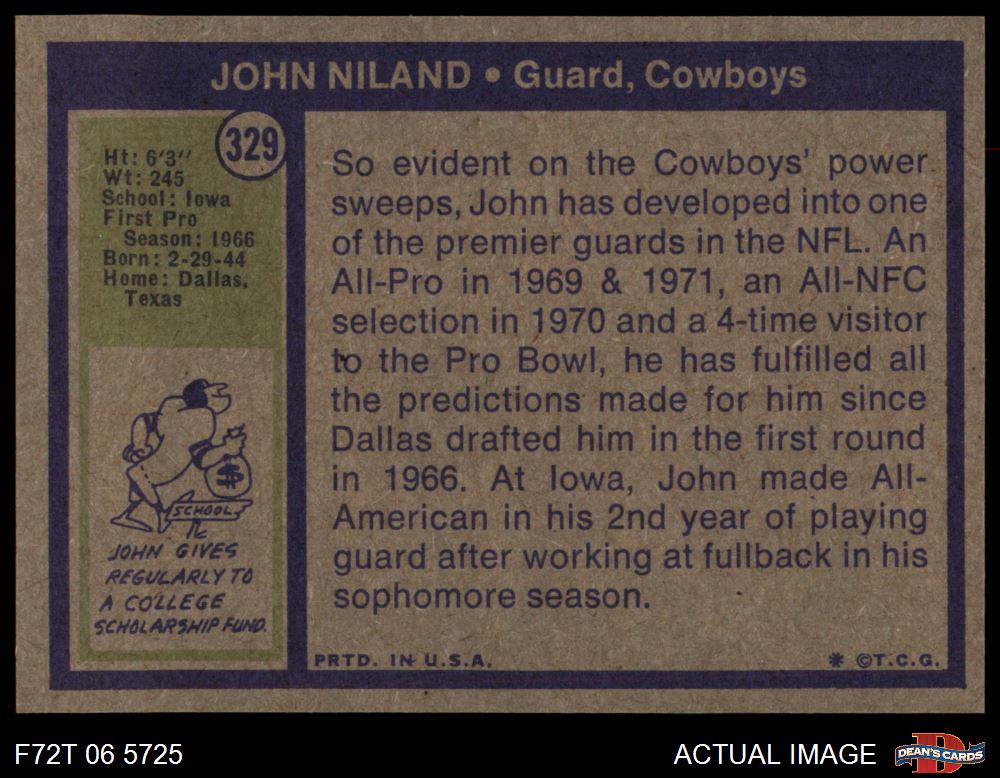 JOHN NILAND • Guard, Cowboys
329
Ht: 6'3''
Wt: 245
School: Iowa
First Pro
Season: 1966
Born: 2-29-44
Home: Dallas,
Texas
SCHOOL
JOHN GIVES
REGULARLY TO
A COLLEGE
SCHOLARSHIP FUND.
So evident on the Cowboys' power
sweeps, John has developed into one
of the premier guards in the NFL. An
All-Pro in 1969 & 1971, an All-NFC
selection in 1970 and a 4-time visitor
to the Pro Bowl, he has fulfilled all
the predictions made for him since
Dallas drafted him in the first round
in 1966. At Iowa, John made All-
American in his 2nd year of playing
guard after working at fullback in his
sophomore season.
PRTD. IN U.S.A.
* ©T.C.G.
F72T 06 5725
ACTUAL IMAGE
D
DEAN'S CARDS